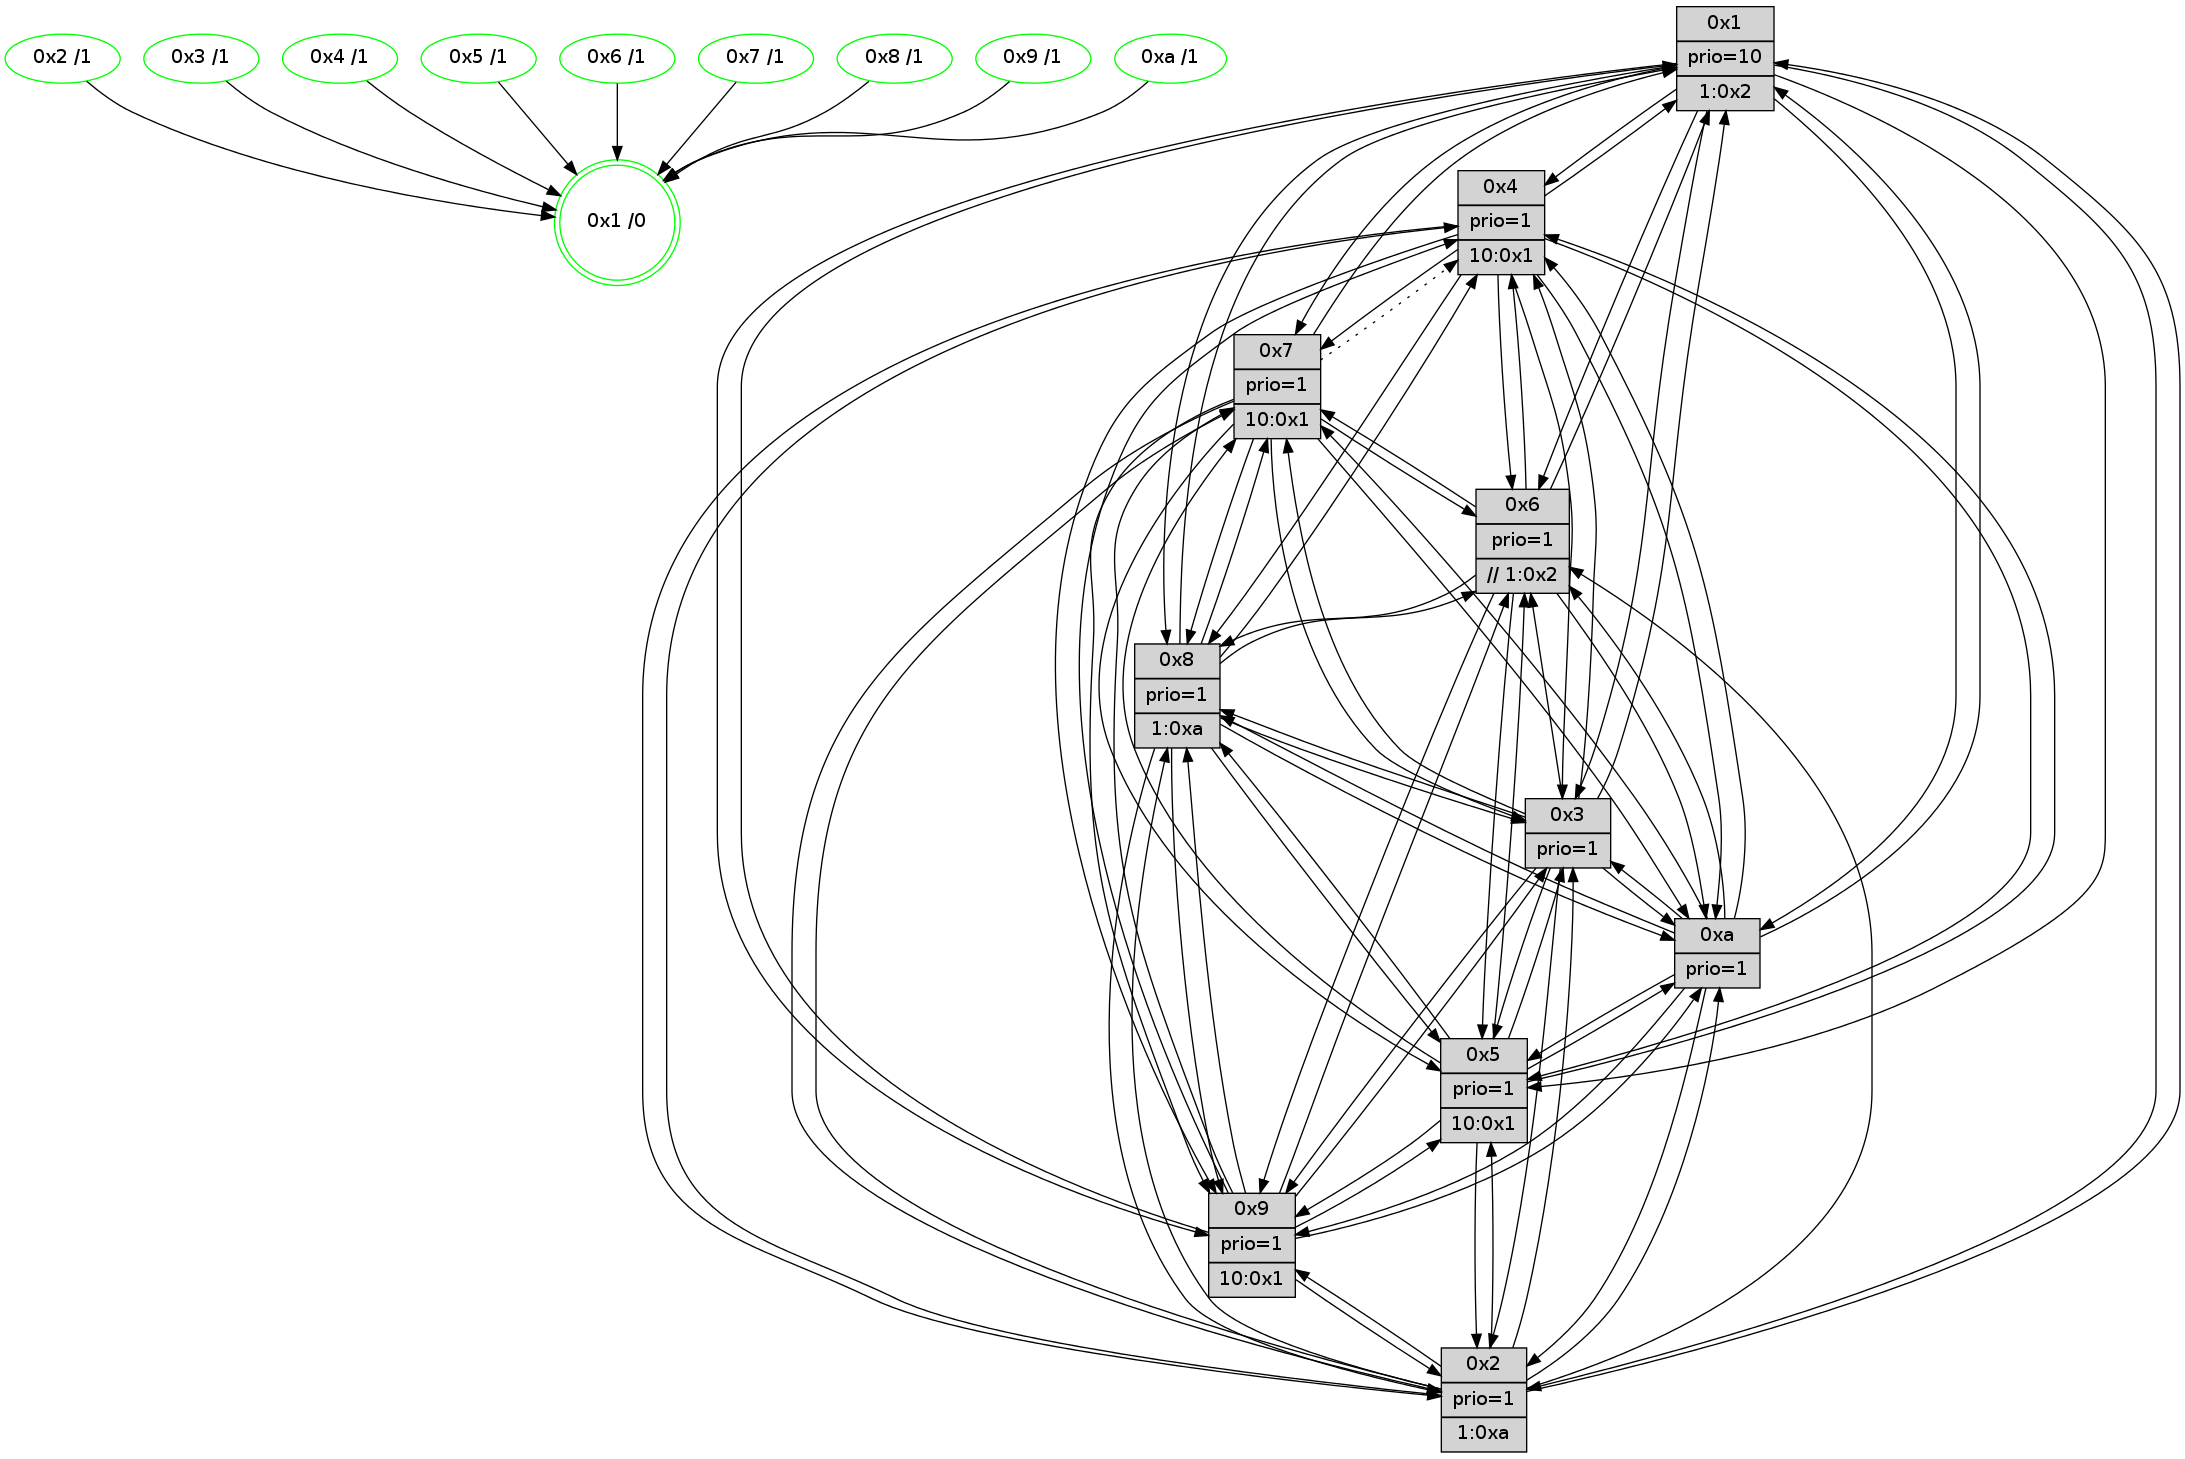 0x2 /1
0x3 /1
0x4 /1
0x5 /1
0x6 /1
0x7 /1
0x8 /1
0x9 /1
0xa /1
0x1 /0
0x1
prio=10
1:0x2
0x4
prio=1
10:0x1
0x7
prio=1
10:0x1
0x6
prio=1
// 1:0x2
0x8
prio=1
1:0xa
0x3
prio=1
0xa
prio=1
0x5
prio=1
10:0x1
0x9
prio=1
10:0x1
0x2
prio=1
1:0xa